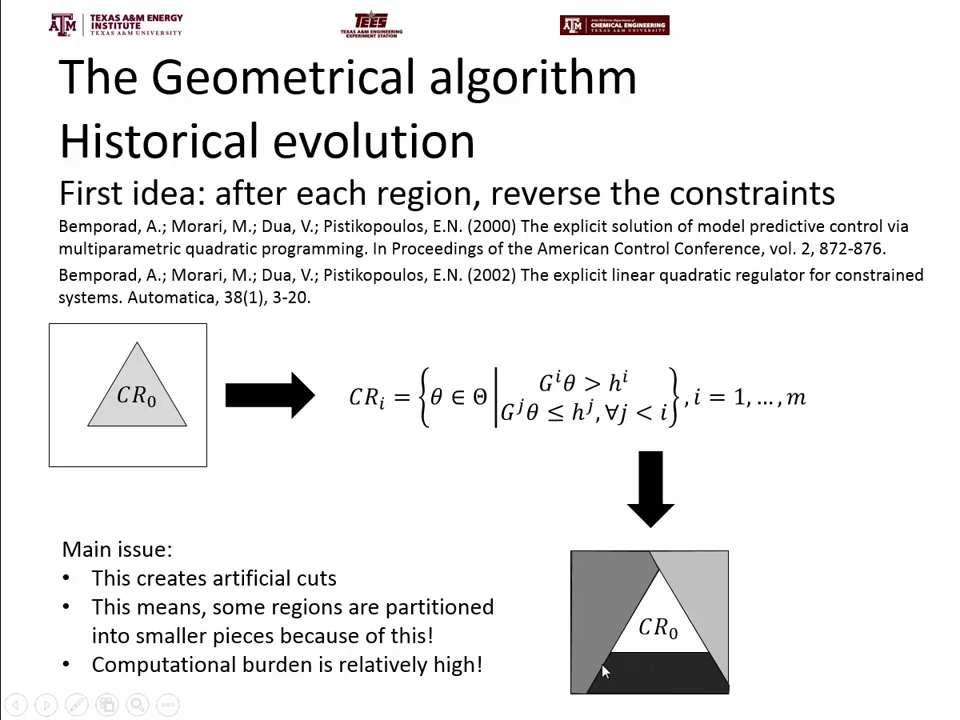 TEXAS A&M ENERGY
INSTITUTE
TEXAS A&M UNIVERSITY
TEES
TEXAS A&M ENGINEERING
EXPERIMENT STATION
CHEMICAL ENGINEERING
TEXAS A&M UNIVERSITY
The Geometrical algorithm
Historical evolution
First idea: after each region, reverse the constraints
Bemporad, A.; Morari, M.; Dua, V.; Pistikopoulos, E.N. (2000) The explicit solution of model predictive control via
multiparametric quadratic programming. In Proceedings of the American Control Conference, vol. 2, 872-876.
Bemporad, A.; Morari, M.; Dua, V.; Pistikopoulos, E.N. (2002) The explicit linear quadratic regulator for constrained
systems. Automatica, 38(1), 3-20.
CR₀
CRᵢ = {θ ∈ Θ | Gⁱθ > hⁱ
Gʲθ ≤ hʲ, ∀j < i}, i = 1, …, m
Main issue:
• This creates artificial cuts
• This means, some regions are partitioned
into smaller pieces because of this!
• Computational burden is relatively high!
CR₀